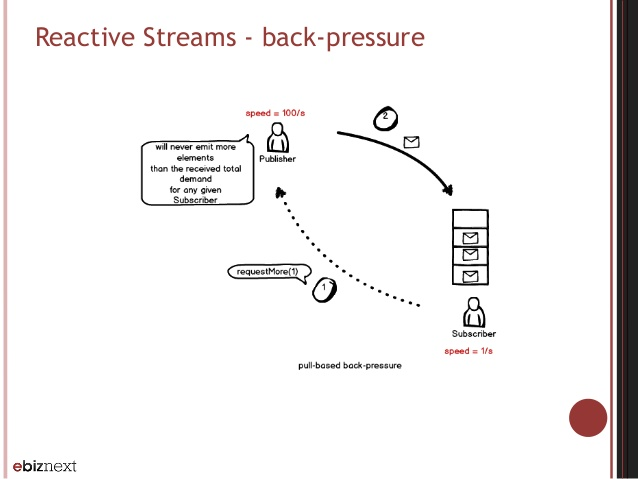 Reactive Streams - back-pressure
speed = 100/s
2
will never emit more
elements
than the received total
demand
for any given
Subscriber
Publisher
requestMore(1)
1
Subscriber
speed = 1/s
pull-based back-pressure
ebiznext